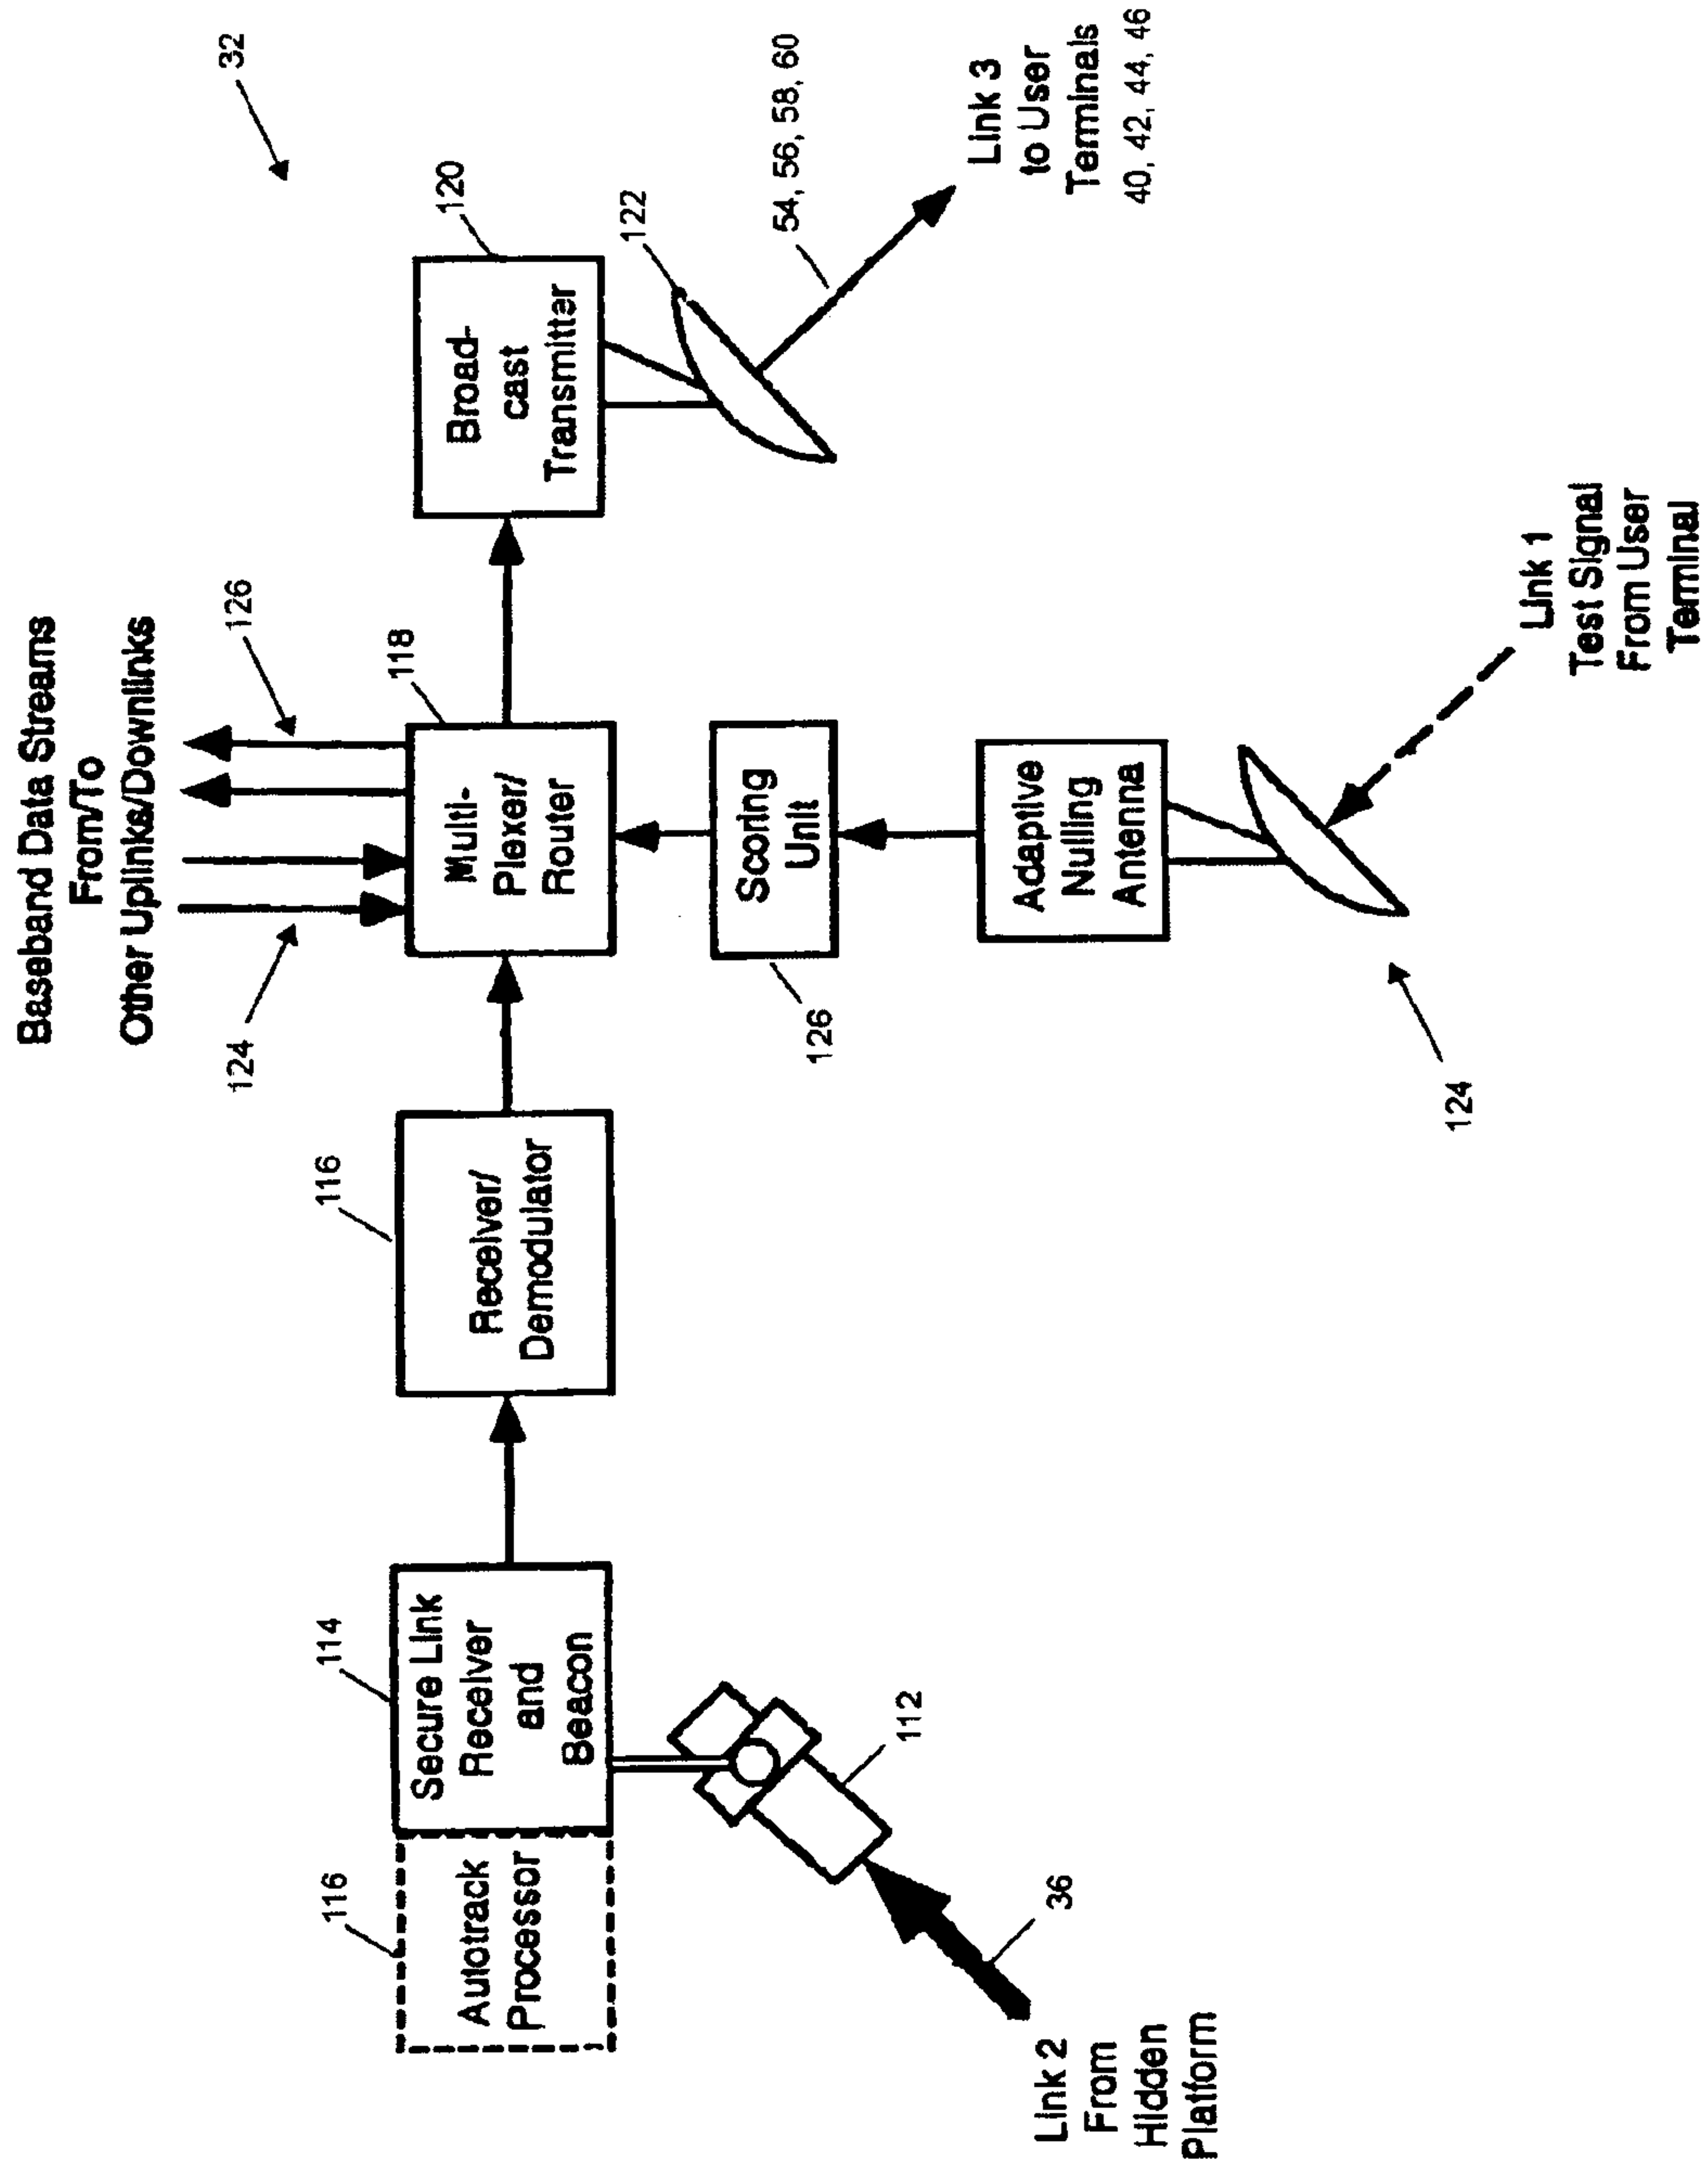 32
Baseband Data Streams
From/To
Other Uplinks/Downlinks
124
126
116
Autotrack
Processor
114
Secure Link
Receiver
and
Beacon
116
Receiver/
Demodulator
118
Multi-
Plexer/
Router
120
Broad-
cast
Transmitter
122
54, 56, 58, 60
Link 3
to User
Terminals
40, 42, 44, 46
112
36
Link 2
From
Hidden
Platform
126
Scoring
Unit
Adaptive
Nulling
Antenna
124
Link 1
Test Signal
From User
Terminal